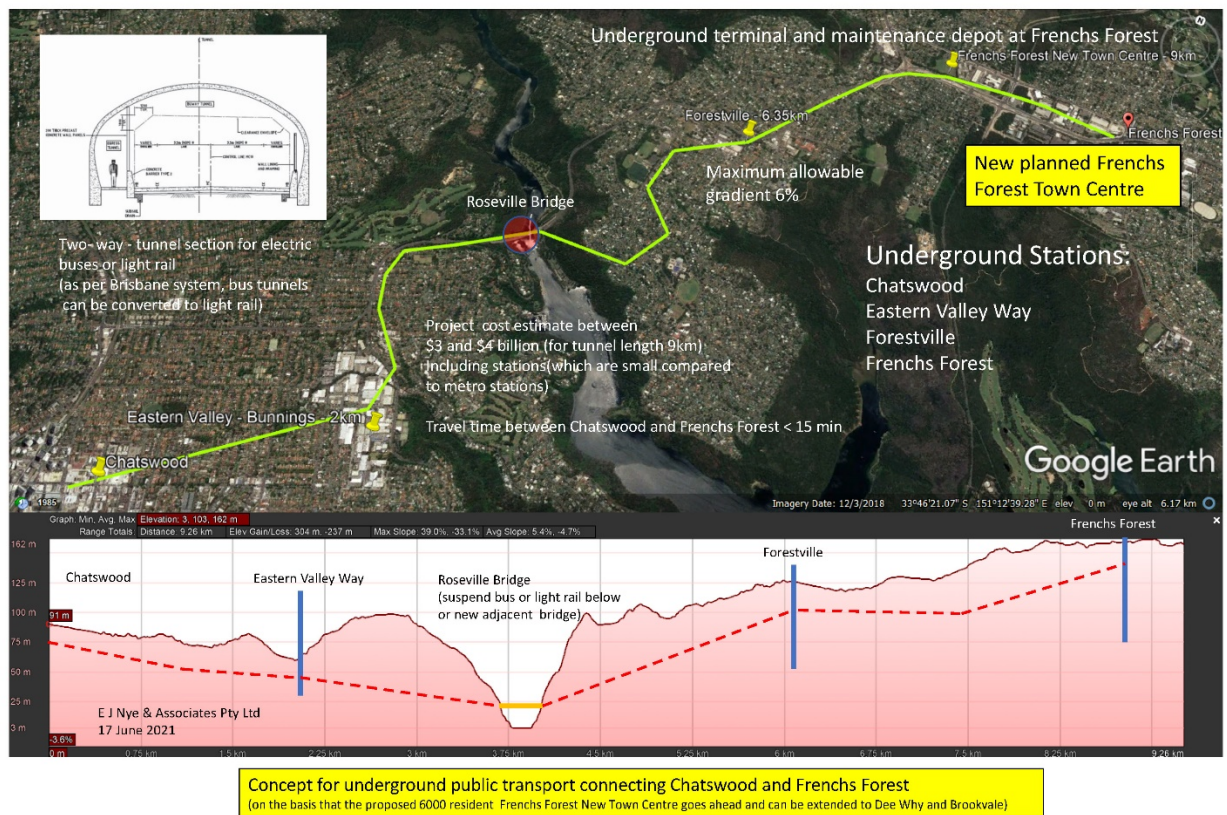 Underground terminal and maintenance depot at Frenchs Forest
Frenchs Forest New Town Centre - 9km
TUNNEL
BUSWAY TUNNEL
CLEARANCE ENVELOPE
Forestville - 6.35km
Frenchs Forest
New planned Frenchs
Forest Town Centre
Maximum allowable
gradient 6%
Roseville Bridge
Two- way - tunnel section for electric
buses or light rail
(as per Brisbane system, bus tunnels
can be converted to light rail)
Underground Stations:
Chatswood
Eastern Valley Way
Forestville
Frenchs Forest
Project cost estimate between
$3 and $4 billion (for tunnel length 9km)
Including stations(which are small compared
to metro stations)
Eastern Valley - Bunnings - 2km
Travel time between Chatswood and Frenchs Forest < 15 min
Chatswood
Google Earth
1985
Imagery Date: 12/3/2018 33°46'21.07" S 151°12'39.28" E elev 0 m eye alt 6.17 km
Graph: Min, Avg, Max Elevation: 3, 103, 162 m
Range Totals Distance: 9.26 km Elev Gain/Loss: 304 m, -237 m Max Slope: 39.0%, -33.1% Avg Slope: 5.4%, -4.7%
Frenchs Forest
162 m
Chatswood
Eastern Valley Way
Roseville Bridge
(suspend bus or light rail below
or new adjacent bridge)
Forestville
125 m
100 m
91 m
75 m
50 m
25 m
3 m
E J Nye & Associates Pty Ltd
17 June 2021
-3.6%
0 m 0.75 km 1.5 km 2.25 km 3 km 3.75 km 4.5 km 5.25 km 6 km 6.75 km 7.5 km 8.25 km 9.26 km
Concept for underground public transport connecting Chatswood and Frenchs Forest
(on the basis that the proposed 6000 resident Frenchs Forest New Town Centre goes ahead and can be extended to Dee Why and Brookvale)